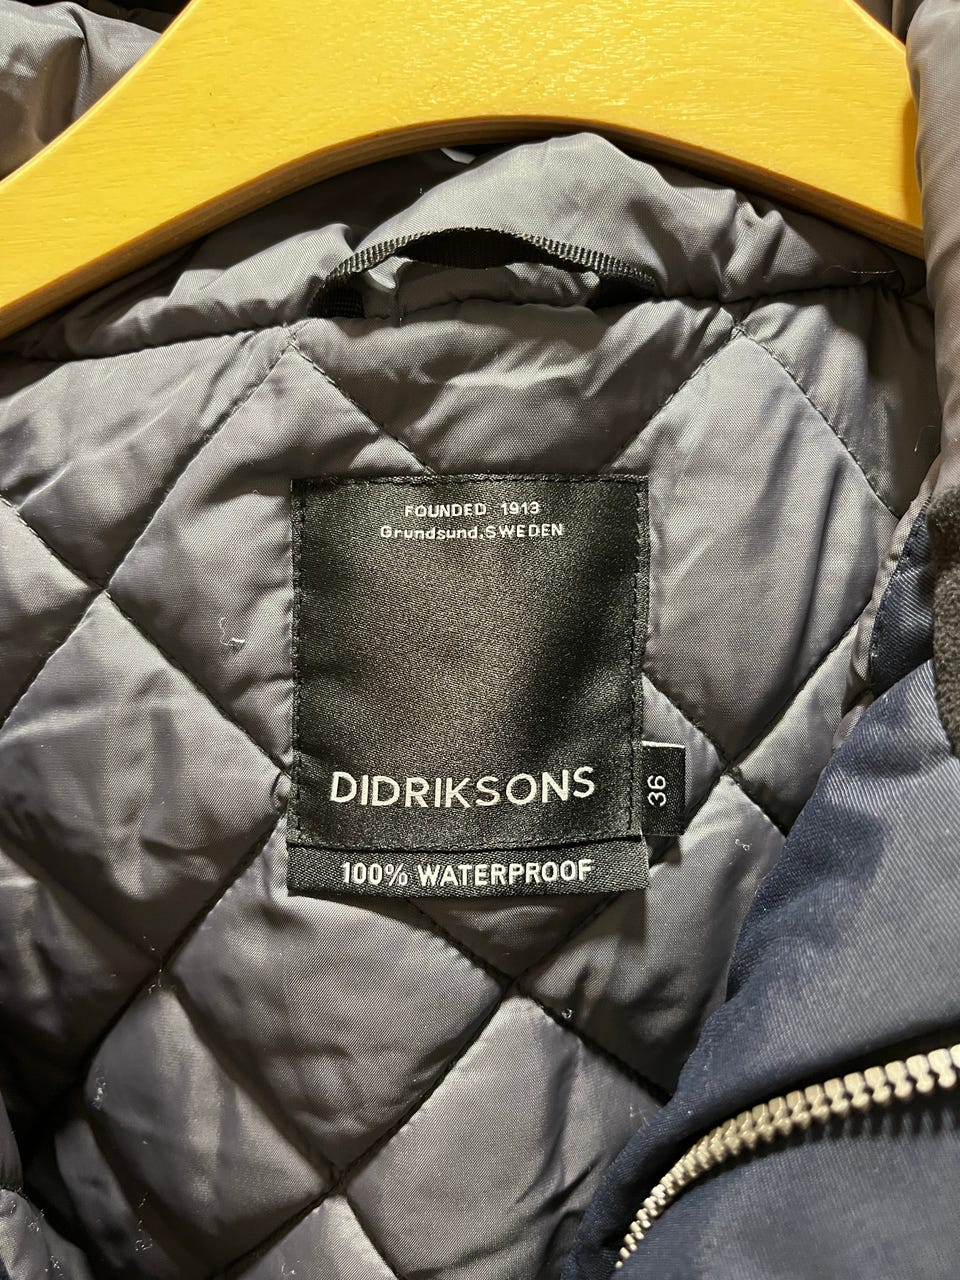 FOUNDED 1913
Grundsund.SWEDEN
DIDRIKSONS
36
100% WATERPROOF